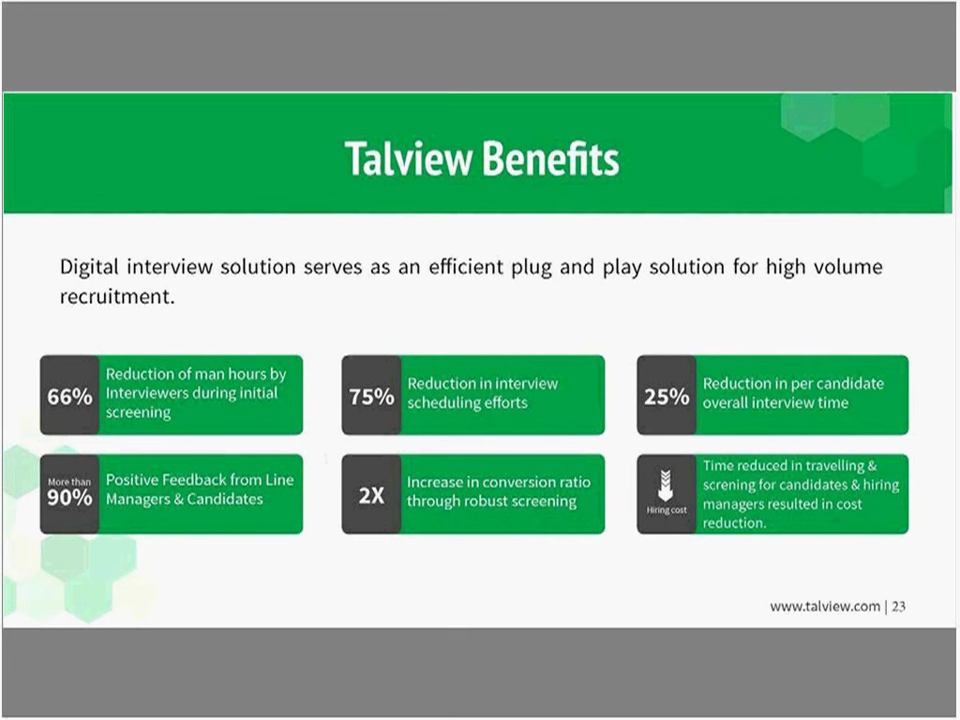 Talview Benefits
Digital interview solution serves as an efficient plug and play solution for high volume
recruitment.
66%
Reduction of man hours by
Interviewers during initial
screening
75%
Reduction in interview
scheduling efforts
25%
Reduction in per candidate
overall interview time
More than
90%
Positive Feedback from Line
Managers & Candidates
2X
Increase in conversion ratio
through robust screening
Hiring cost
Time reduced in travelling &
screning for candidates & hiring
managers resulted in cost
reduction.
www.talview.com | 23